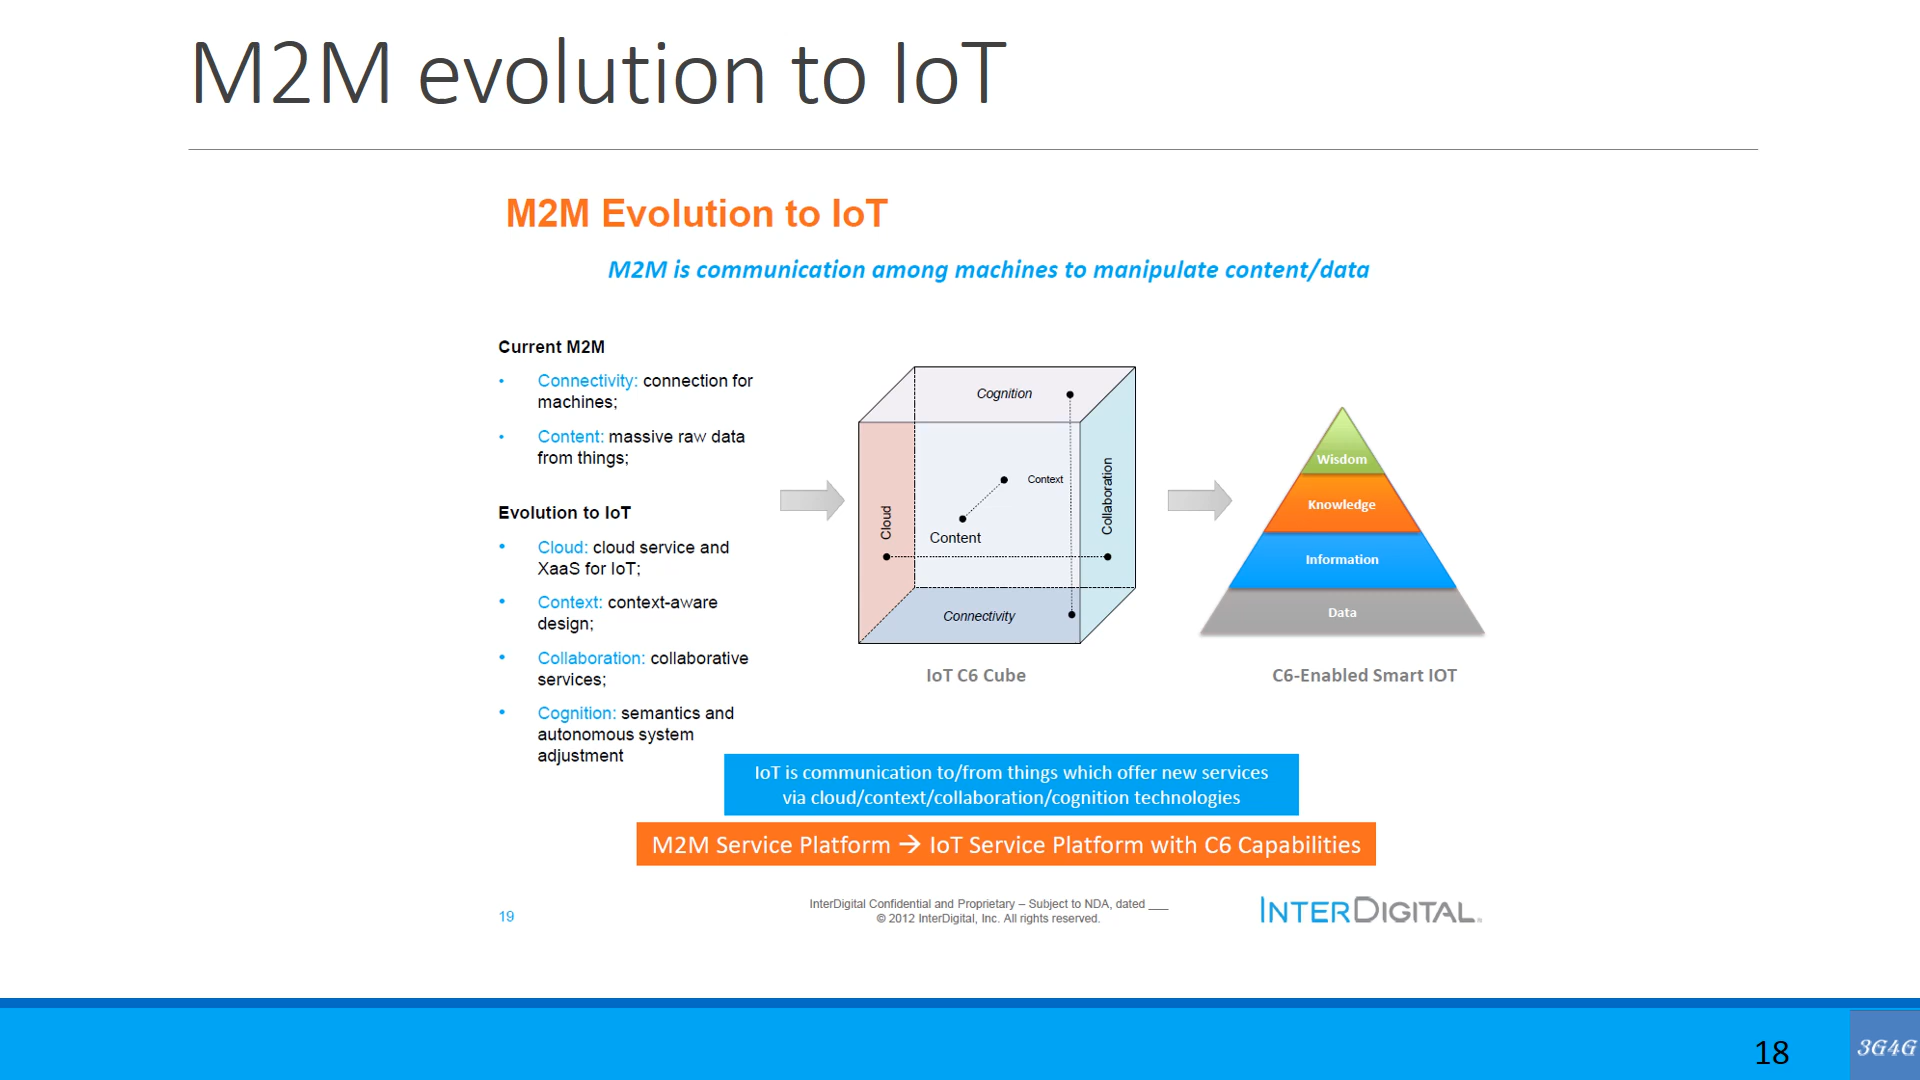 M2M evolution to IoT
M2M Evolution to IoT
M2M is communication among machines to manipulate content/data
Current M2M
• Connectivity: connection for
machines;
• Content: massive raw data
from things;
Evolution to IoT
• Cloud: cloud service and
XaaS for IoT;
• Context: context-aware
design;
• Collaboration: collaborative
services;
• Cognition: semantics and
autonomous system
adjustment
Cognition
Context
Content
Cloud
Collaboration
Connectivity
IoT C6 Cube
Wisdom
Knowledge
Information
Data
C6-Enabled Smart IOT
IoT is communication to/from things which offer new services
via cloud/context/collaboration/cognition technologies
M2M Service Platform → IoT Service Platform with C6 Capabilities
19
InterDigital Confidential and Proprietary – Subject to NDA, dated ___
© 2012 InterDigital, Inc. All rights reserved.
INTERDIGITAL.
18
3G4G